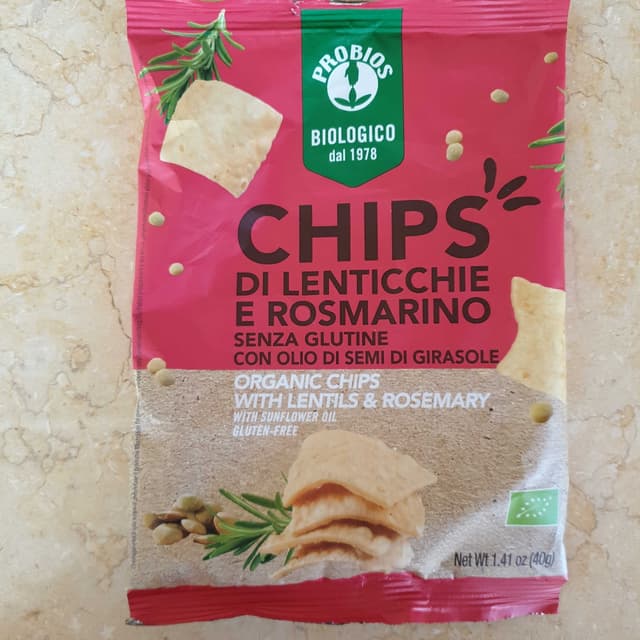 PROBIOS
BIOLOGICO
dal 1978
CHIPS
DI LENTICCHIE
E ROSMARINO
SENZA GLUTINE
CON OLIO DI SEMI DI GIRASOLE
ORGANIC CHIPS
WITH LENTILS & ROSEMARY
WITH SUNFLOWER OIL
GLUTEN-FREE
Net Wt 1.41 oz (40g)